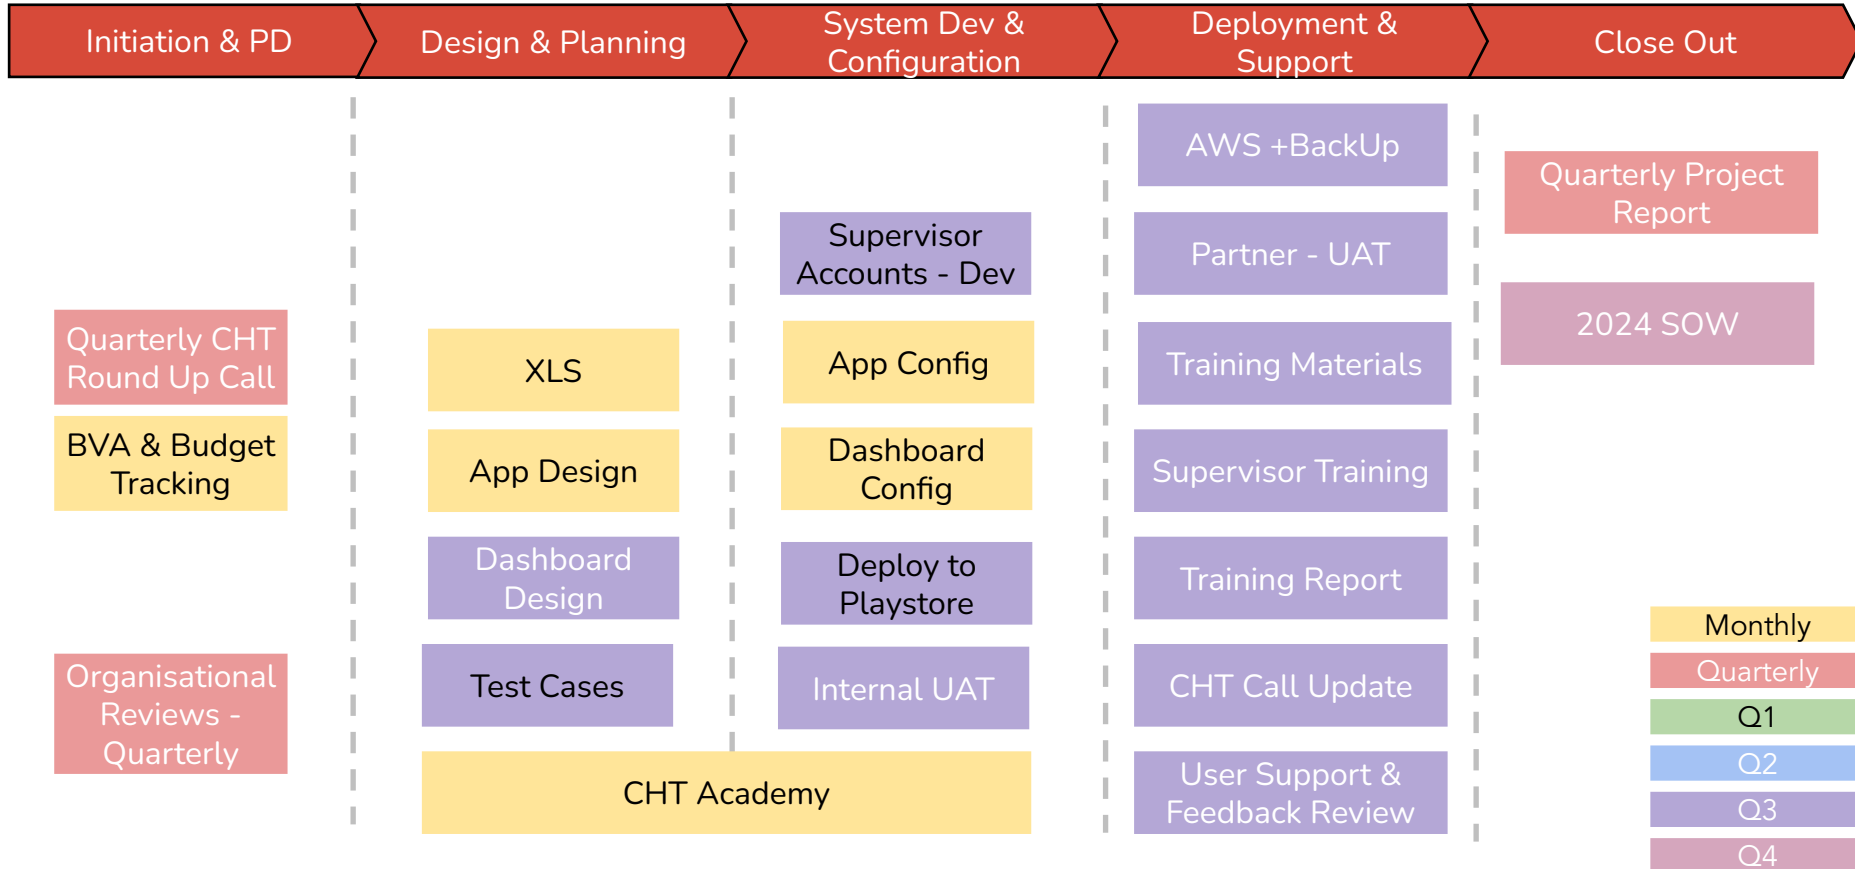 Initiation & PD
Design & Planning
System Dev &
Configuration
Deployment &
Support
Close Out
Quarterly CHT
Round Up Call
BVA & Budget
Tracking
Organisational
Reviews -
Quarterly
XLS
App Design
Dashboard
Design
Test Cases
CHT Academy
Supervisor
Accounts - Dev
App Config
Dashboard
Config
Deploy to
Playstore
Internal UAT
AWS +BackUp
Partner - UAT
Training Materials
Supervisor Training
Training Report
CHT Call Update
User Support &
Feedback Review
Quarterly Project
Report
2024 SOW
Monthly
Quarterly
Q1
Q2
Q3
Q4